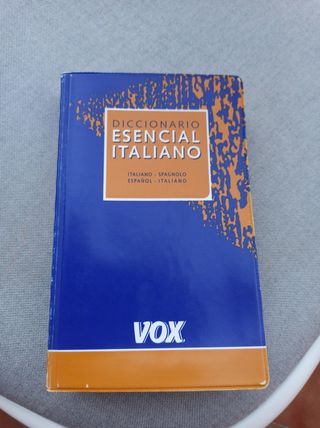 DICCIONARIO
ESENCIAL
ITALIANO
ITALIANO - SPAGNOLO
ESPAÑOL - ITALIANO
VOX